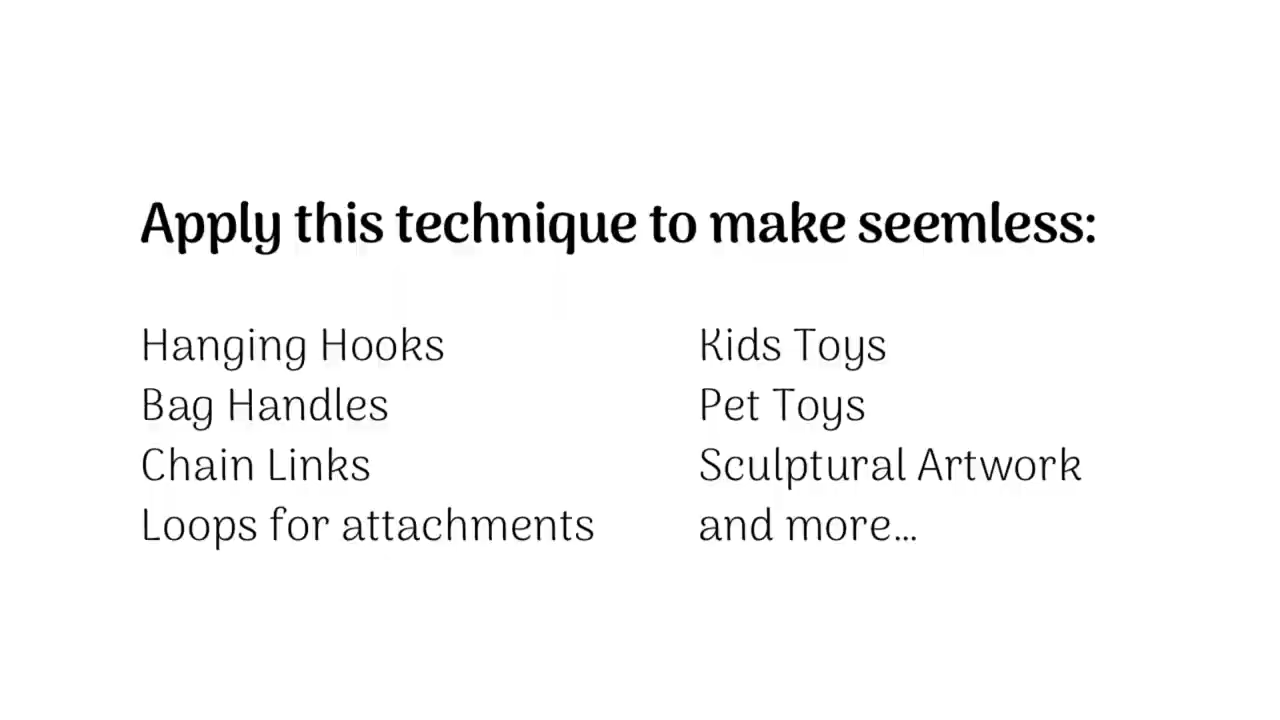 Apply this technique to make seemless:
Hanging Hooks
Bag Handles
Chain Links
Loops for attachments
Kids Toys
Pet Toys
Sculptural Artwork
and more...